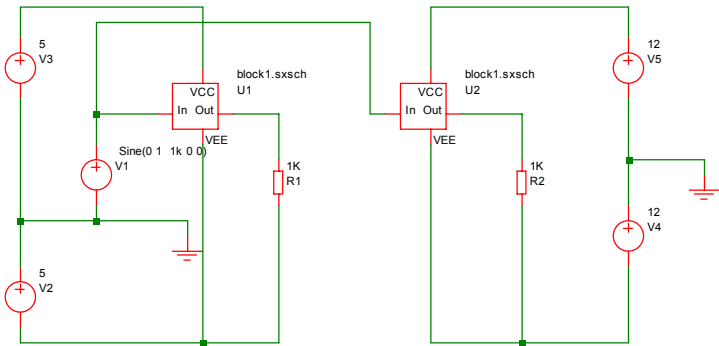 5
V3
block1.sxsch
U1
VCC
In Out
VEE
Sine(0 1 1k 0 0)
V1
1K
R1
5
V2
block1.sxsch
U2
VCC
In Out
VEE
1K
R2
12
V5
12
V4